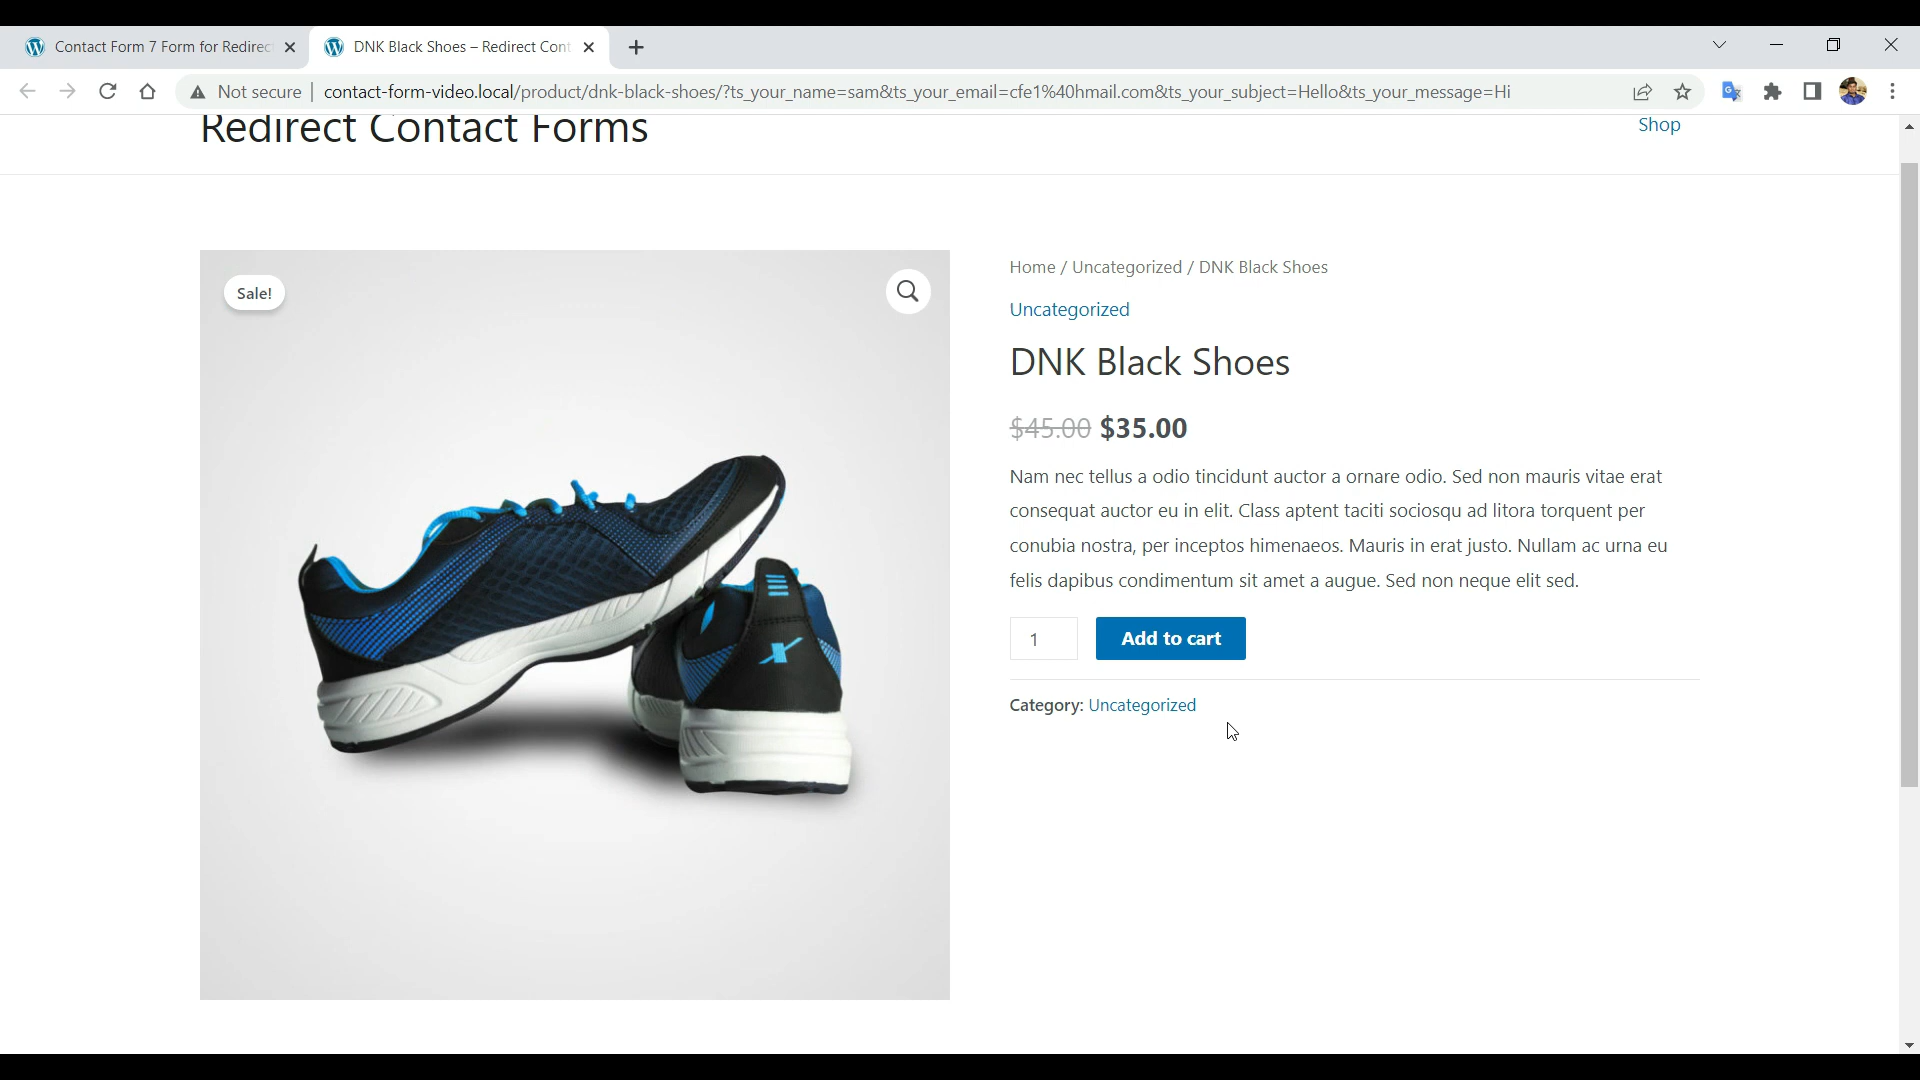 Contact Form 7 Form for Redirec
DNK Black Shoes – Redirect Cont
Not secure
contact-form-video.local/product/dnk-black-shoes/?ts_your_name=sam&ts_your_email=cfe1%40hmail.com&ts_your_subject=Hello&ts_your_message=Hi
Redirect Contact Forms
Shop
Sale!
Home / Uncategorized / DNK Black Shoes
Uncategorized
DNK Black Shoes
$45.00 $35.00
Nam nec tellus a odio tincidunt auctor a ornare odio. Sed non mauris vitae erat
consequat auctor eu in elit. Class aptent taciti sociosqu ad litora torquent per
conubia nostra, per inceptos himenaeos. Mauris in erat justo. Nullam ac urna eu
felis dapibus condimentum sit amet a augue. Sed non neque elit sed.
1
Add to cart
Category: Uncategorized